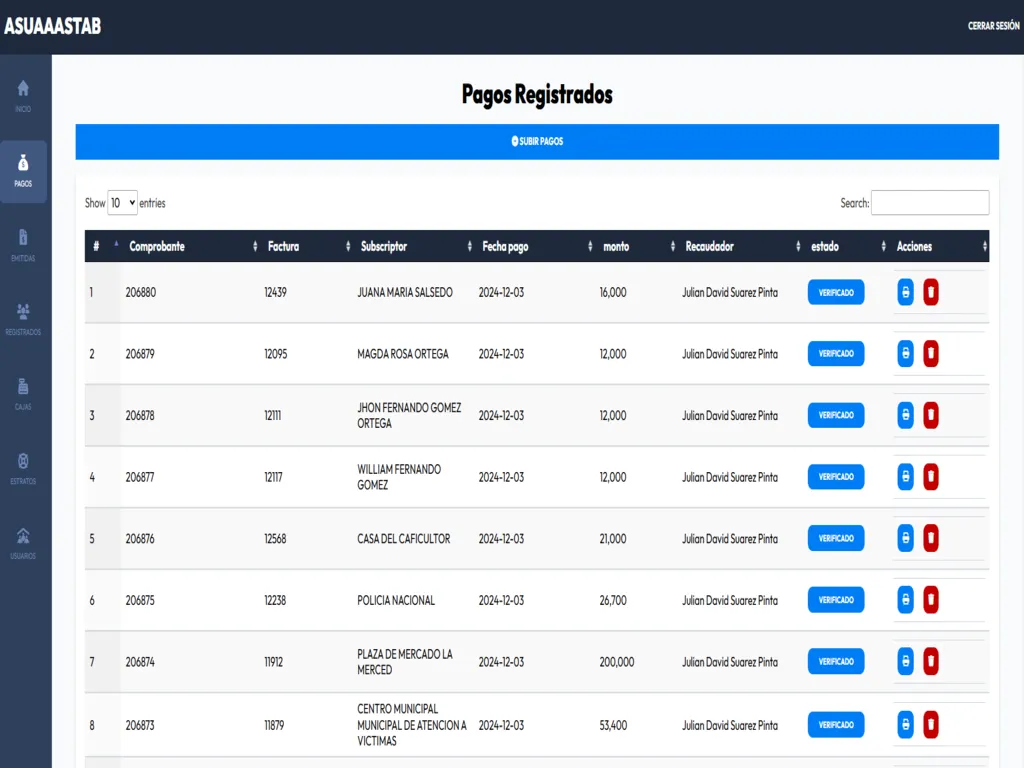 ASUAAASTAB
CERRAR SESIÓN
INICIO
PAGOS
EMITIDAS
REGISTRADOS
CAJAS
ESTRATOS
USUARIOS
Pagos Registrados
SUBIR PAGOS
Show 10 entries
Search:
# Comprobante Factura Subscriptor Fecha pago monto Recaudador estado Acciones
1 206880 12439 JUANA MARIA SALSEDO 2024-12-03 16,000 Julian David Suarez Pinta VERIFICADO
2 206879 12095 MAGDA ROSA ORTEGA 2024-12-03 12,000 Julian David Suarez Pinta VERIFICADO
3 206878 12111 JHON FERNANDO GOMEZ
ORTEGA 2024-12-03 12,000 Julian David Suarez Pinta VERIFICADO
4 206877 12117 WILLIAM FERNANDO
GOMEZ 2024-12-03 12,000 Julian David Suarez Pinta VERIFICADO
5 206876 12568 CASA DEL CAFICULTOR 2024-12-03 21,000 Julian David Suarez Pinta VERIFICADO
6 206875 12238 POLICIA NACIONAL 2024-12-03 26,700 Julian David Suarez Pinta VERIFICADO
7 206874 11912 PLAZA DE MERCADO LA
MERCED 2024-12-03 200,000 Julian David Suarez Pinta VERIFICADO
8 206873 11879 CENTRO MUNICIPAL
MUNICIPAL DE ATENCION A
VICTIMAS 2024-12-03 53,400 Julian David Suarez Pinta VERIFICADO